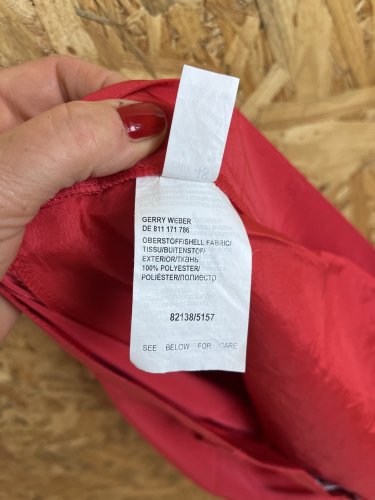 GERRY WEBER
DE 811 171 786
OBERSTOFF/SHELL FABRIC/
TISSU/BUITENSTOF/
EXTERIOR/ТКАНЬ
100% POLYESTER/
POLIÉSTER/ПОЛИЕСТР
82138/5157
SEE BELOW FOR CARE